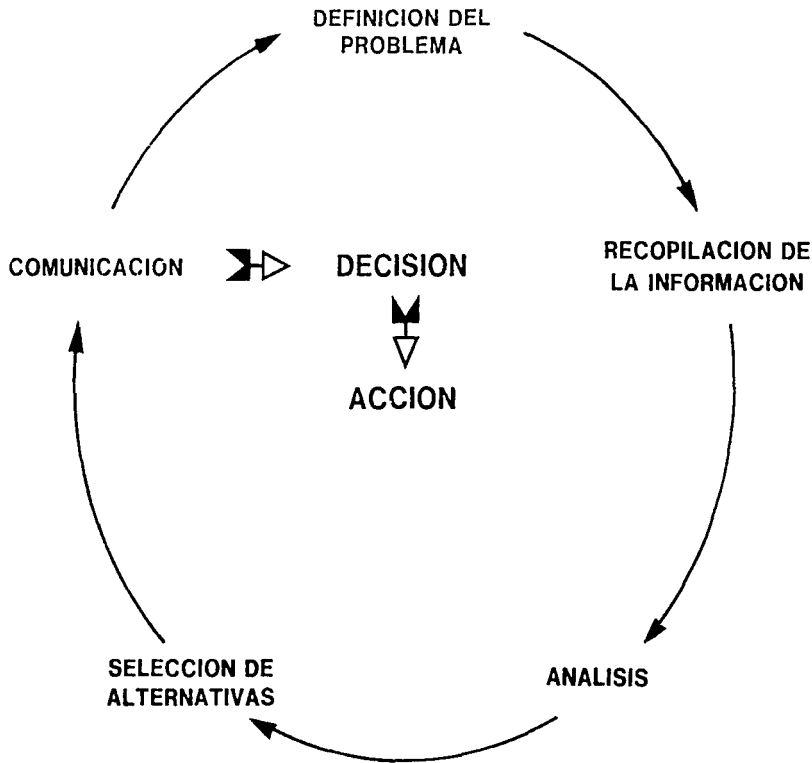 DEFINICION DEL
PROBLEMA
RECOPILACION DE
LA INFORMACION
COMUNICACION
DECISION
ACCION
ANALISIS
SELECCION DE
ALTERNATIVAS